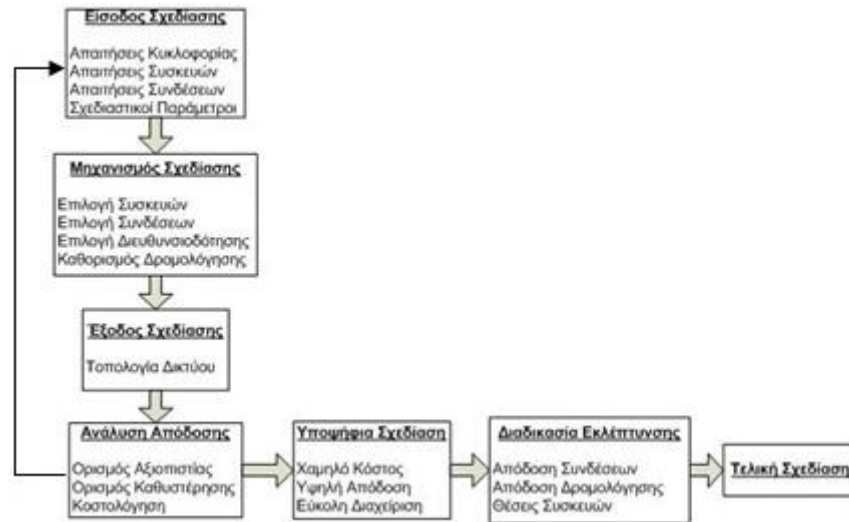 Είσοδος Σχεδίασης
Απαιτήσεις Κυκλοφορίας
Απαιτήσεις Συσκευών
Απαιτήσεις Συνδέσεων
Σχεδιαστικοί Παράμετροι
Μηχανισμός Σχεδίασης
Επιλογή Συσκευών
Επιλογή Συνδέσεων
Επιλογή Διευθυνσιοδότησης
Καθορισμός Δρομολόγησης
Έξοδος Σχεδίασης
Τοπολογία Δικτύου
Ανάλυση Απόδοσης
Ορισμός Αξιοπιστίας
Ορισμός Καθυστέρησης
Κοστολόγηση
Υποψήφια Σχεδίαση
Χαμηλό Κόστος
Υψηλή Απόδοση
Εύκολη Διαχείριση
Διαδικασία Εκλέπτυνσης
Απόδοση Συνδέσεων
Απόδοση Δρομολόγησης
Θέσεις Συσκευών
Τελική Σχεδίαση